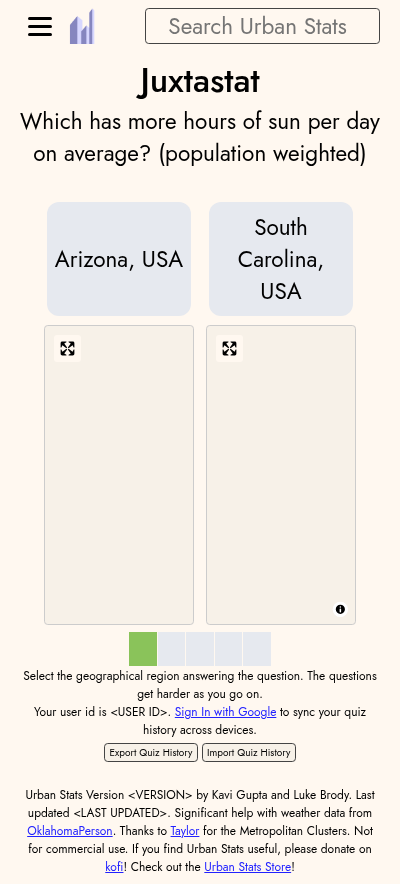 Search Urban Stats
Juxtastat
Which has more hours of sun per day
on average? (population weighted)
Arizona, USA
South
Carolina,
USA
Select the geographical region answering the question. The questions
get harder as you go on.
Your user id is <USER ID>. Sign In with Google to sync your quiz
history across devices.
Export Quiz History
Import Quiz History
Urban Stats Version <VERSION> by Kavi Gupta and Luke Brody. Last
updated <LAST UPDATED>. Significant help with weather data from
OklahomaPerson. Thanks to Taylor for the Metropolitan Clusters. Not
for commercial use. If you find Urban Stats useful, please donate on
kofi! Check out the Urban Stats Store!